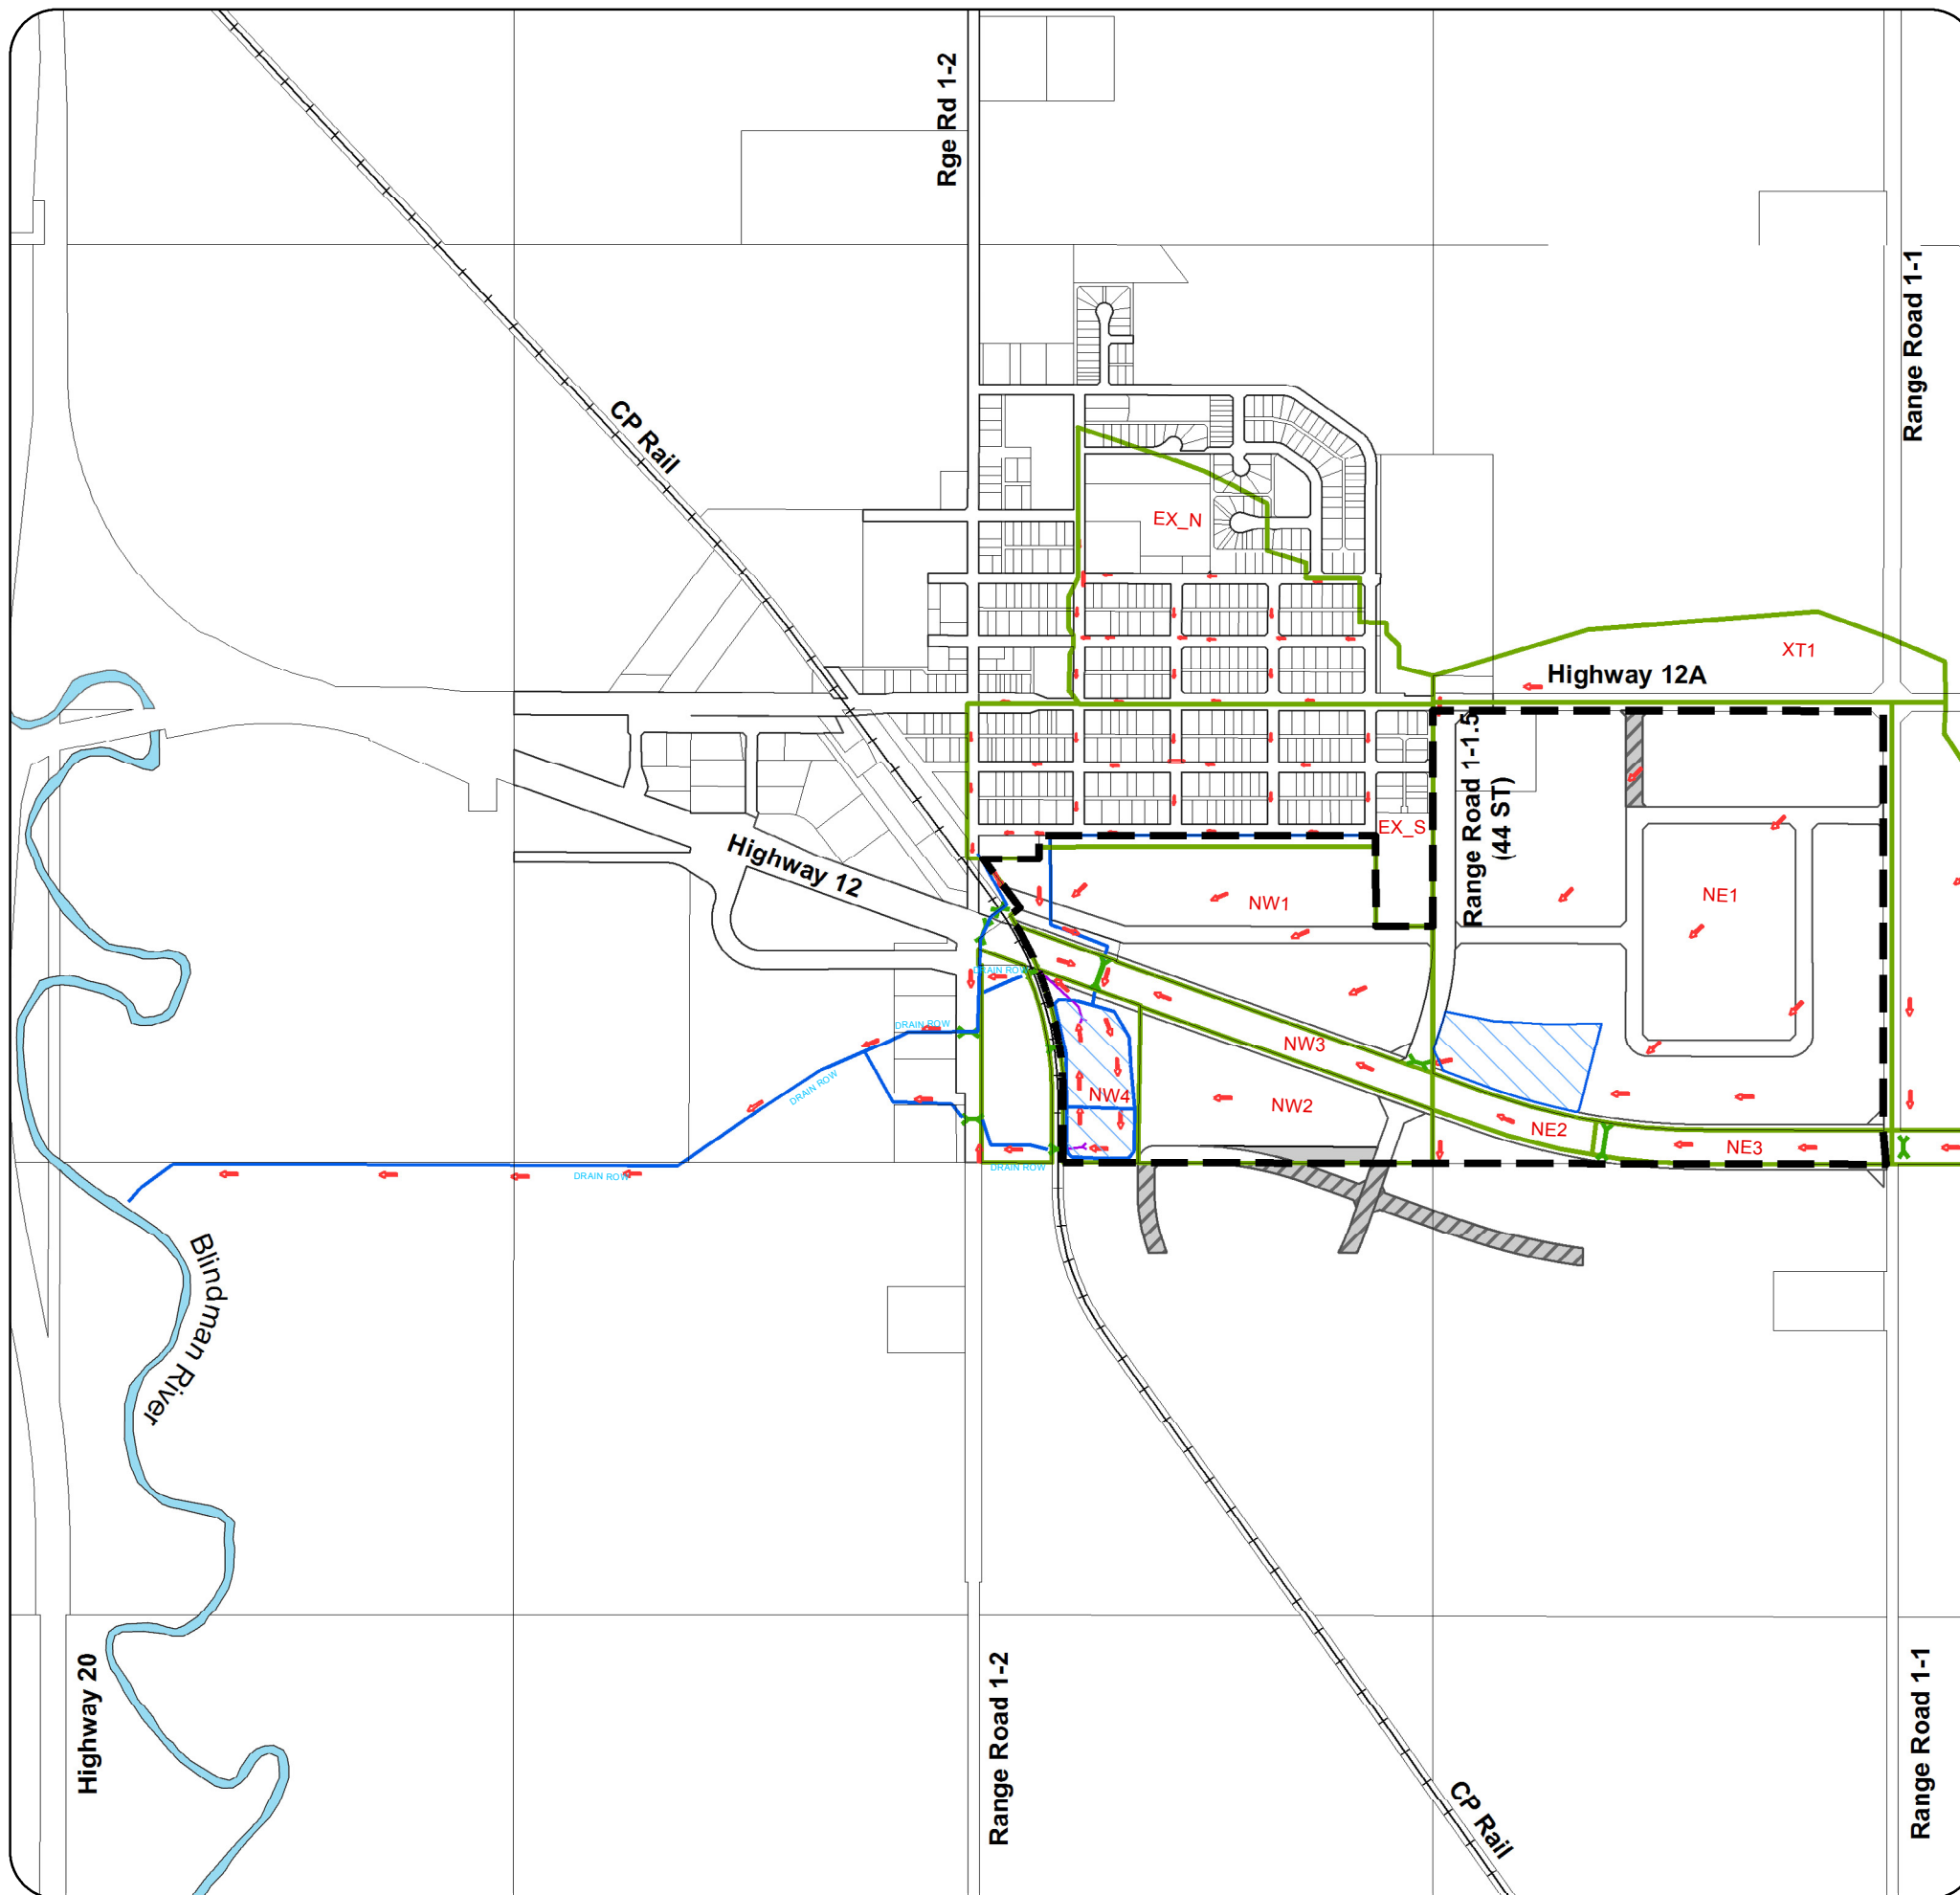 Rge Rd 1-2
Range Road 1-1
CP Rail
EX_N
XT1
Highway 12A
Range Road 1-1.5
(44 ST)
EX_S
Highway 12
NW1
NE1
DRAIN ROW
DRAIN ROW
NW3
DRAIN ROW
NW4
NW2
NE2
NE3
DRAIN ROW
DRAIN ROW
Blindman River
Highway 20
Range Road 1-2
Range Road 1-1
CP Rail